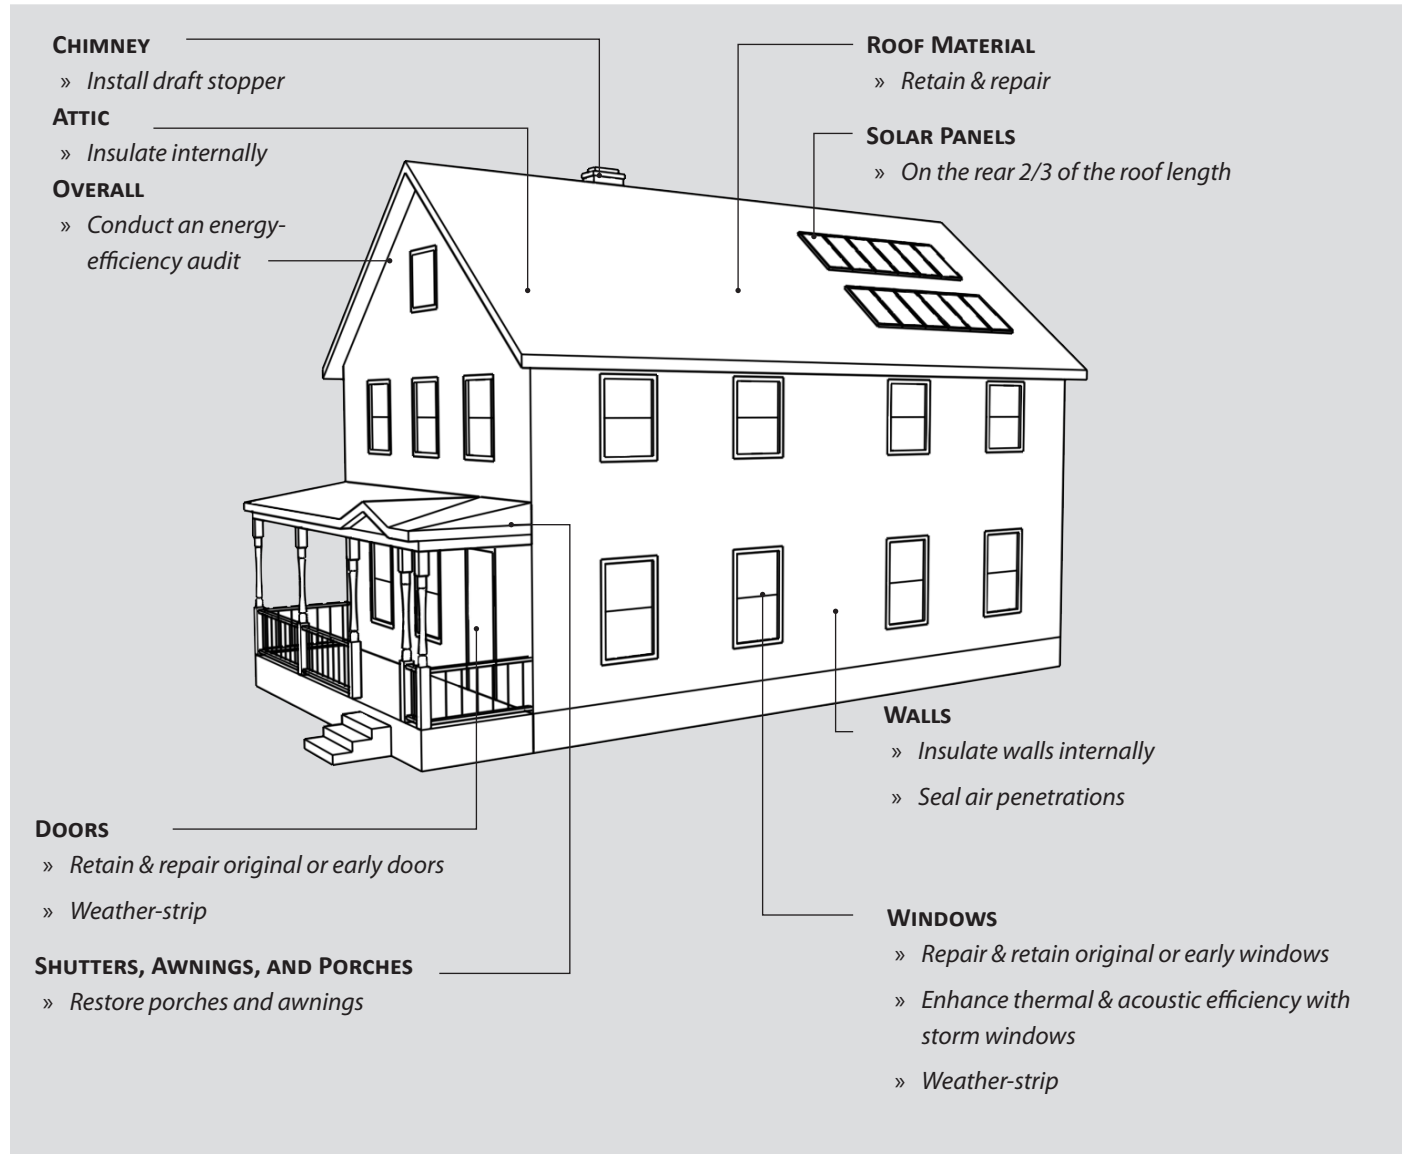 CHIMNEY
» Install draft stopper
ATTIC
» Insulate internally
OVERALL
» Conduct an energy-
efficiency audit
ROOF MATERIAL
» Retain & repair
SOLAR PANELS
» On the rear 2/3 of the roof length
WALLS
» Insulate walls internally
» Seal air penetrations
DOORS
» Retain & repair original or early doors
» Weather-strip
SHUTTERS, AWNINGS, AND PORCHES
» Restore porches and awnings
WINDOWS
» Repair & retain original or early windows
» Enhance thermal & acoustic efficiency with
storm windows
» Weather-strip